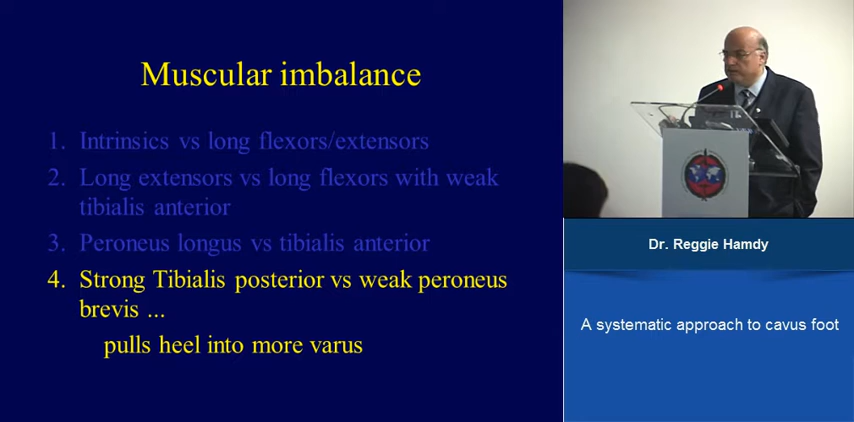 Muscular imbalance
1. Intrinsics vs long flexors/extensors
2. Long extensors vs long flexors with weak
tibialis anterior
3. Peroneus longus vs tibialis anterior
4. Strong Tibialis posterior vs weak peroneus
brevis ...
pulls heel into more varus
Dr. Reggie Hamdy
A systematic approach to cavus foot